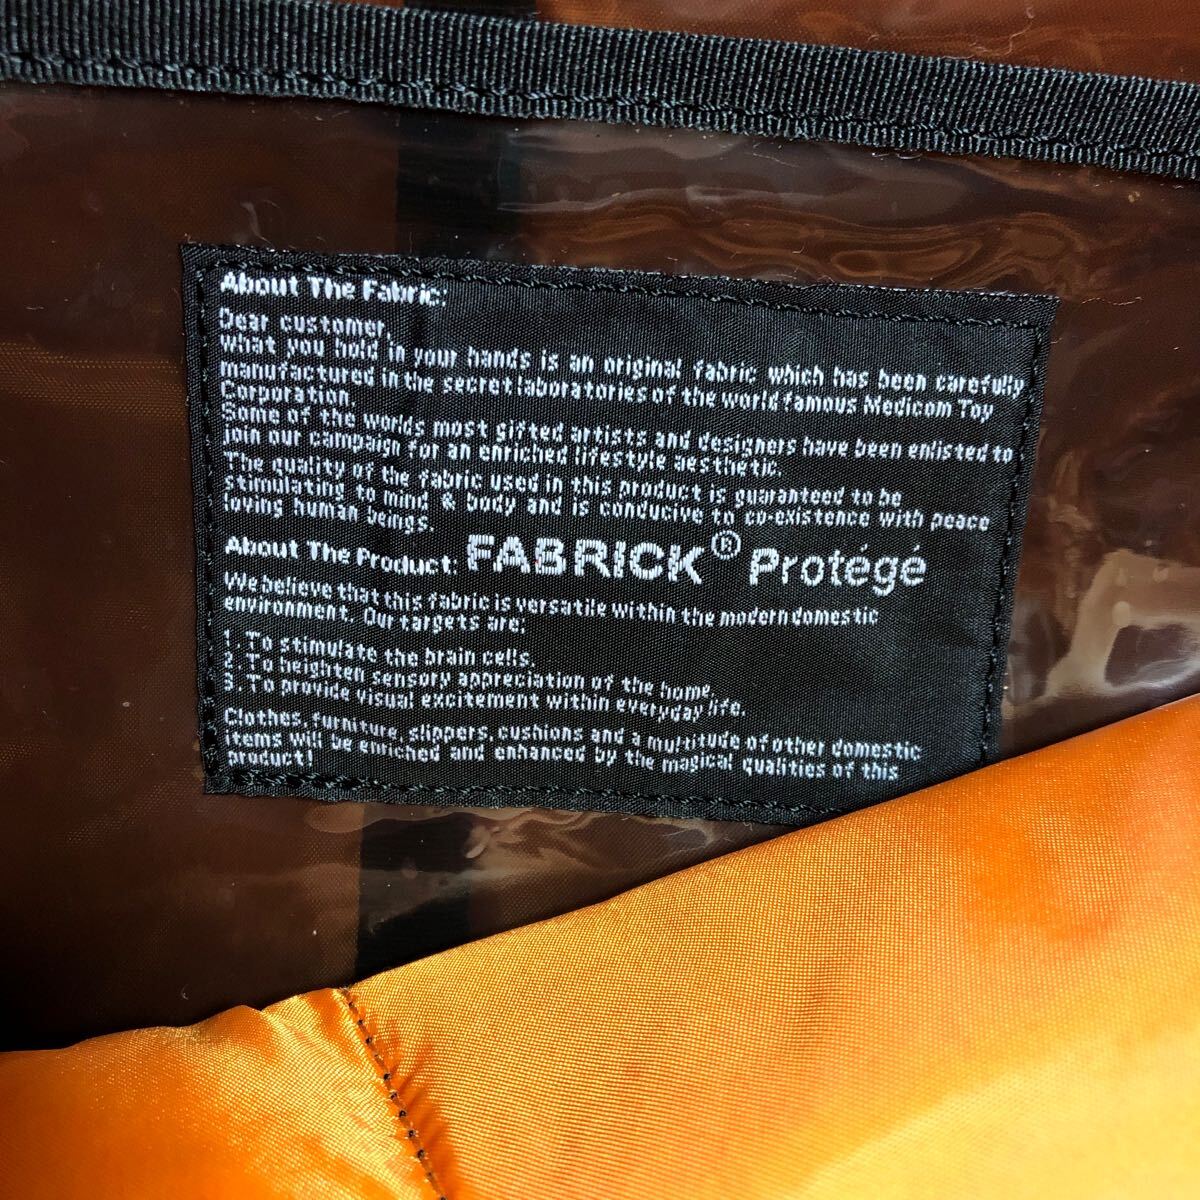 About The Fabric:
Dear customer,
what you hold in your hands is an original fabric which has been carefully
manufactured in the secret laboratories of the world famous Medicom Toy
Corporation.
Some of the worlds most gifted artists and designers have been enlisted to
join our campaign for an enriched lifestyle aesthetic.
The quality of the fabric used in this product is guaranteed to be
stimulating to mind & body and is conducive to co-existence with peace
loving human beings.
About The Product: FABRICK® Protégé
We believe that this fabric is versatile within the modern domestic
environment. Our targets are:
1. To stimulate the brain cells.
2. To heighten sensory appreciation of the home.
3. To provide visual excitement within everyday life.
Clothes, furniture, slippers, cushions and a multitude of other domestic
items will be enriched and enhanced by the magical qualities of this
product!